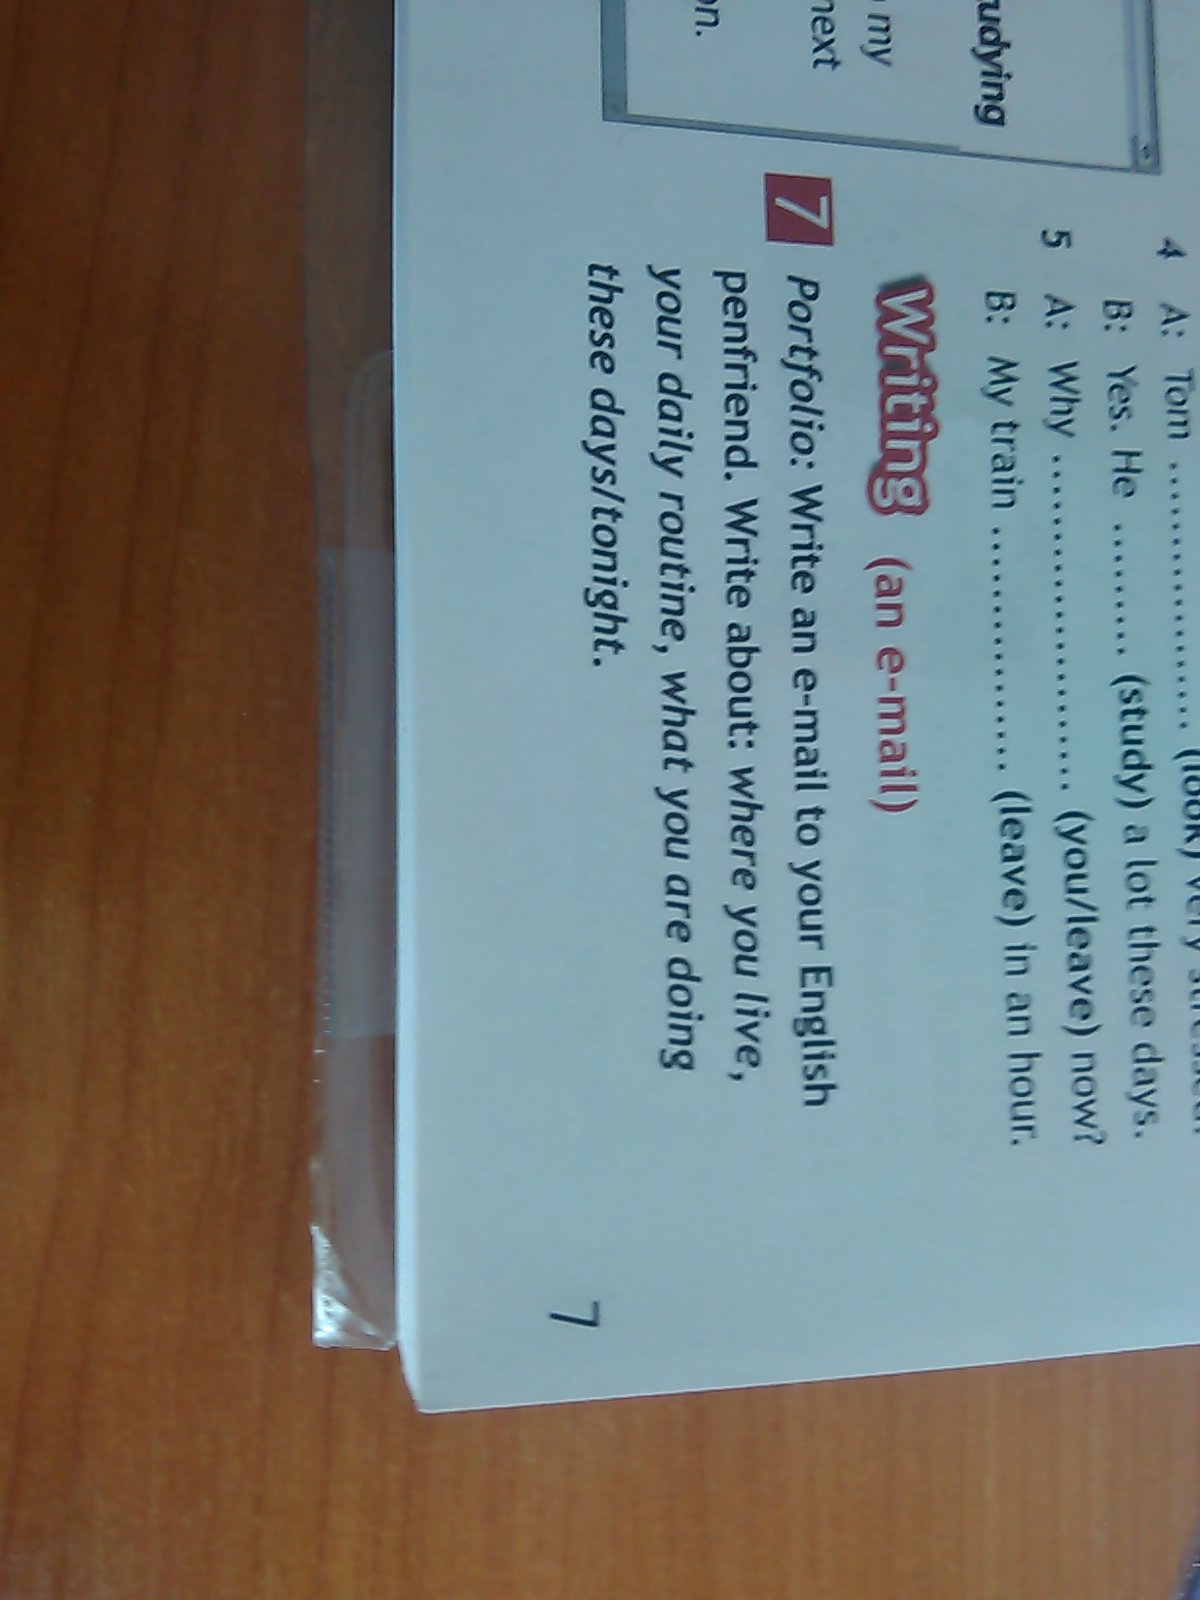 udying
my
next
on.
4 A: Tom ........................ (look) very stressed.
B: Yes. He .......... (study) a lot these days.
5 A: Why .......................... (you/leave) now?
B: My train ................... (leave) in an hour.
Writing (an e-mail)
7 Portfolio: Write an e-mail to your English
penfriend. Write about: where you live,
your daily routine, what you are doing
these days/tonight.
7